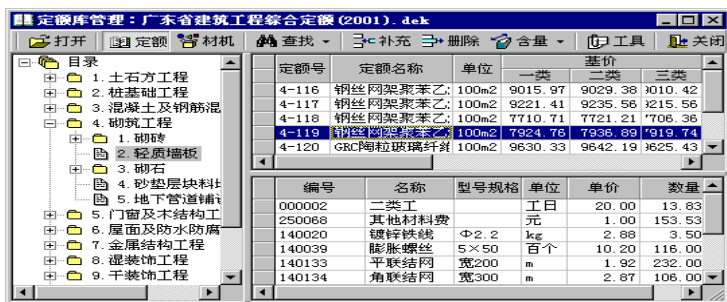 定额库管理：广东省建筑工程综合定额(2001).dek
打开 定额 材机 查找 补充 删除 含量 工具 关闭
目录
1.土石方工程
2.桩基础工程
3.混凝土及钢筋混
4.砌筑工程
1.砌砖
2.轻质墙板
3.砌石
4.砂垫层块料
5.地下管道铺
5.门窗及木结构工
6.屋面及防水防腐
7.金属结构工程
8.湿装饰工程
9.干装饰工程
定额号 定额名称 单位 基价
一类 二类 三类
4-116 钢丝网架聚苯乙 100m2 9015.97 9029.38 010.42
4-117 钢丝网架聚苯乙 100m2 9221.41 9235.56 215.56
4-118 钢丝网架聚苯乙 100m2 7710.71 7721.21 706.36
4-119 钢丝网架聚苯乙 100m2 7924.76 7936.89 919.74
4-120 GRC陶粒玻璃纤 100m2 9630.33 9642.19 625.43
编号 名称 型号规格 单位 单价 数量
000002 二类工 工日 20.00 13.83
250068 其他材料费 元 1.00 153.53
140020 镀锌铁线 Φ2.2 kg 2.88 3.50
140039 膨胀螺丝 5×50 百个 10.20 116.00
140133 平联结网 宽200 m 1.92 232.00
140134 角联结网 宽300 m 2.87 106.00